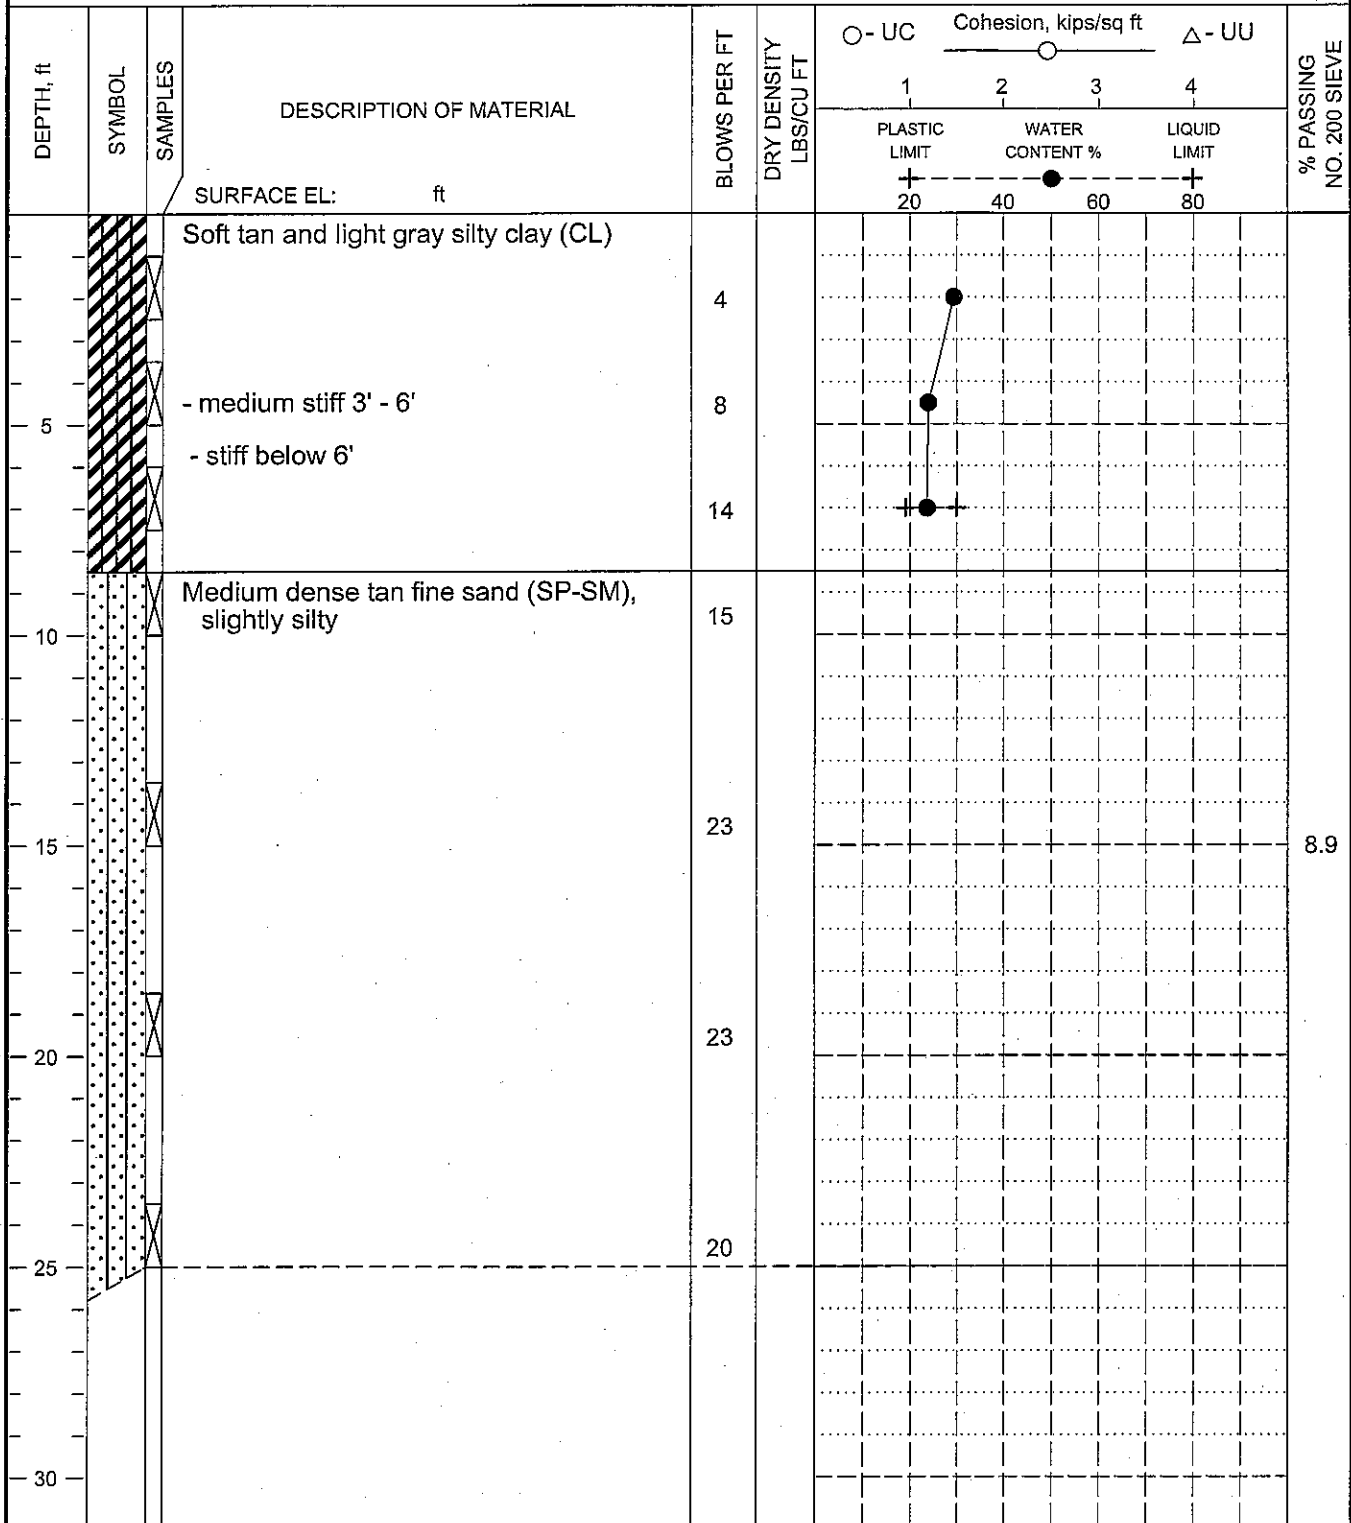 DEPTH, ft
SYMBOL
SAMPLES
DESCRIPTION OF MATERIAL
SURFACE EL: ft
BLOWS PER FT
DRY DENSITY
LBS/CU FT
○ - UC Cohesion, kips/sq ft △ - UU
1 2 3 4
PLASTIC LIMIT
WATER CONTENT %
LIQUID LIMIT
20 40 60 80
% PASSING
NO. 200 SIEVE
Soft tan and light gray silty clay (CL)
4
- medium stiff 3' - 6'
8
5
- stiff below 6'
14
Medium dense tan fine sand (SP-SM),
slightly silty
15
10
23
15
8.9
23
20
20
25
30